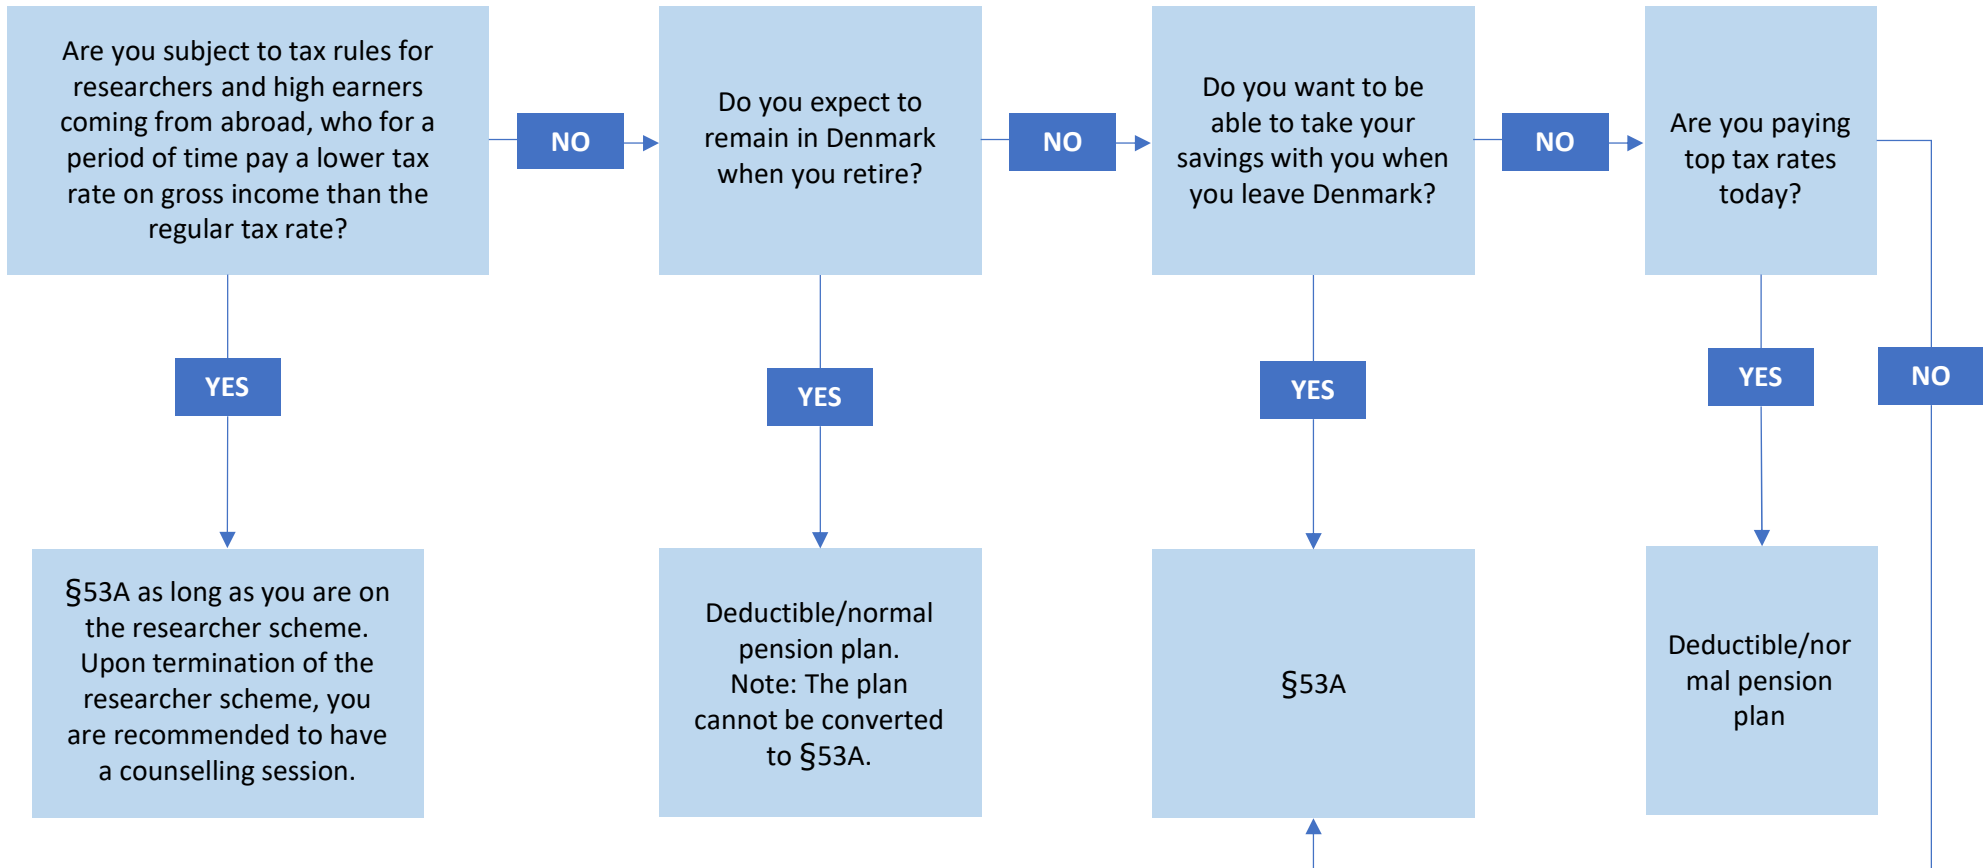 Are you subject to tax rules for
researchers and high earners
coming from abroad, who for a
period of time pay a lower tax
rate on gross income than the
regular tax rate?
NO
Do you expect to
remain in Denmark
when you retire?
NO
Do you want to be
able to take your
savings with you when
you leave Denmark?
NO
Are you paying
top tax rates
today?
YES
YES
YES
YES
NO
§53A as long as you are on
the researcher scheme.
Upon termination of the
researcher scheme, you
are recommended to have
a counselling session.
Deductible/normal
pension plan.
Note: The plan
cannot be converted
to §53A.
§53A
Deductible/nor
mal pension
plan